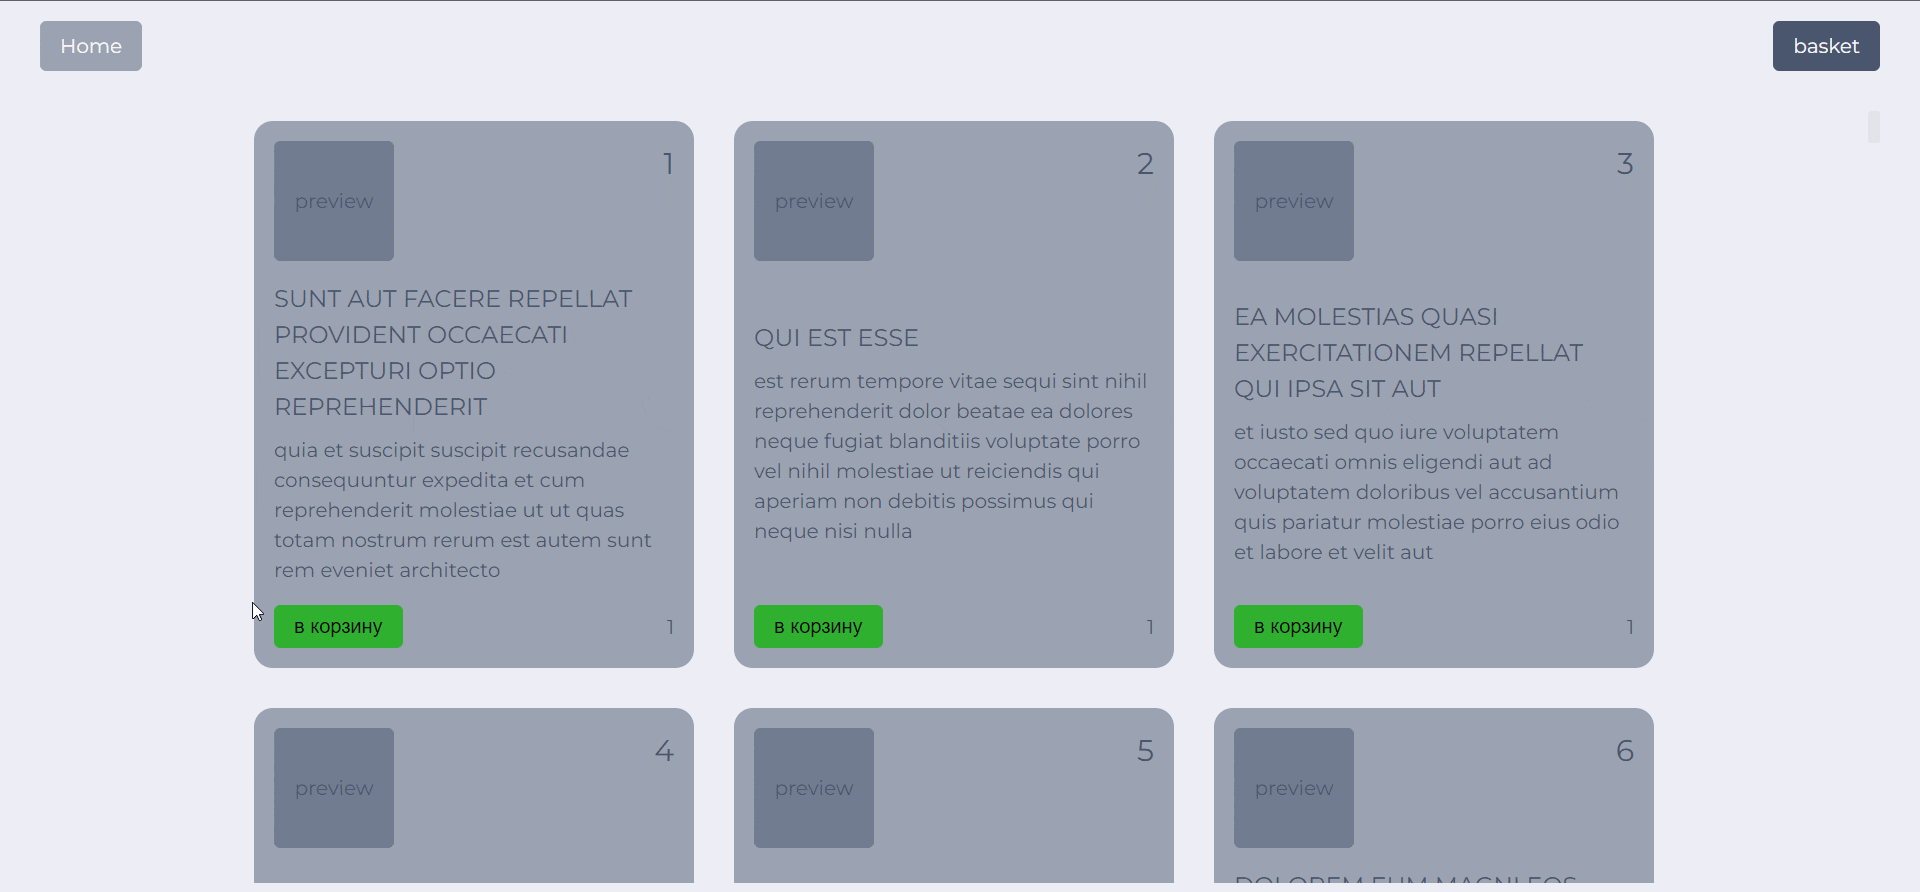 Home
basket
1
preview
SUNT AUT FACERE REPELLAT
PROVIDENT OCCAECATI
EXCEPTURI OPTIO
REPREHENDERIT
quia et suscipit suscipit recusandae
consequuntur expedita et cum
reprehenderit molestiae ut ut quas
totam nostrum rerum est autem sunt
rem eveniet architecto
в корзину
1
2
preview
QUI EST ESSE
est rerum tempore vitae sequi sint nihil
reprehenderit dolor beatae ea dolores
neque fugiat blanditiis voluptate porro
vel nihil molestiae ut reiciendis qui
aperiam non debitis possimus qui
neque nisi nulla
в корзину
1
3
preview
EA MOLESTIAS QUASI
EXERCITATIONEM REPELLAT
QUI IPSA SIT AUT
et iusto sed quo iure voluptatem
occaecati omnis eligendi aut ad
voluptatem doloribus vel accusantium
quis pariatur molestiae porro eius odio
et labore et velit aut
в корзину
1
4
preview
5
preview
6
preview
DOLOREM EUM MAGNI EOS